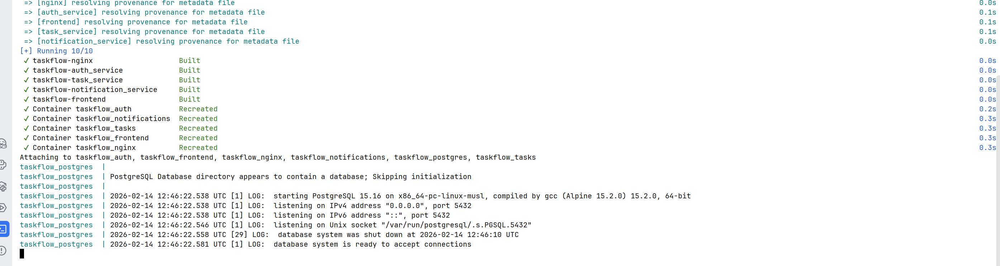 => [nginx] resolving provenance for metadata file 0.0s
=> [auth_service] resolving provenance for metadata file 0.1s
=> [frontend] resolving provenance for metadata file 0.1s
=> [task_service] resolving provenance for metadata file 0.1s
=> [notification_service] resolving provenance for metadata file 0.0s
[+] Running 10/10
✓ taskflow-nginx Built 0.0s
✓ taskflow-auth_service Built 0.0s
✓ taskflow-task_service Built 0.0s
✓ taskflow-notification_service Built 0.0s
✓ taskflow-frontend Built 0.0s
✓ Container taskflow_auth Recreated 0.2s
✓ Container taskflow_notifications Recreated 0.3s
✓ Container taskflow_tasks Recreated 0.3s
✓ Container taskflow_frontend Recreated 0.3s
✓ Container taskflow_nginx Recreated 0.3s
Attaching to taskflow_auth, taskflow_frontend, taskflow_nginx, taskflow_notifications, taskflow_postgres, taskflow_tasks
taskflow_postgres |
taskflow_postgres | PostgreSQL Database directory appears to contain a database; Skipping initialization
taskflow_postgres |
taskflow_postgres | 2026-02-14 12:46:22.538 UTC [1] LOG: starting PostgreSQL 15.16 on x86_64-pc-linux-musl, compiled by gcc (Alpine 15.2.0) 15.2.0, 64-bit
taskflow_postgres | 2026-02-14 12:46:22.538 UTC [1] LOG: listening on IPv4 address "0.0.0.0", port 5432
taskflow_postgres | 2026-02-14 12:46:22.538 UTC [1] LOG: listening on IPv6 address "::", port 5432
taskflow_postgres | 2026-02-14 12:46:22.546 UTC [1] LOG: listening on Unix socket "/var/run/postgresql/.s.PGSQL.5432"
taskflow_postgres | 2026-02-14 12:46:22.558 UTC [29] LOG: database system was shut down at 2026-02-14 12:46:10 UTC
taskflow_postgres | 2026-02-14 12:46:22.581 UTC [1] LOG: database system is ready to accept connections